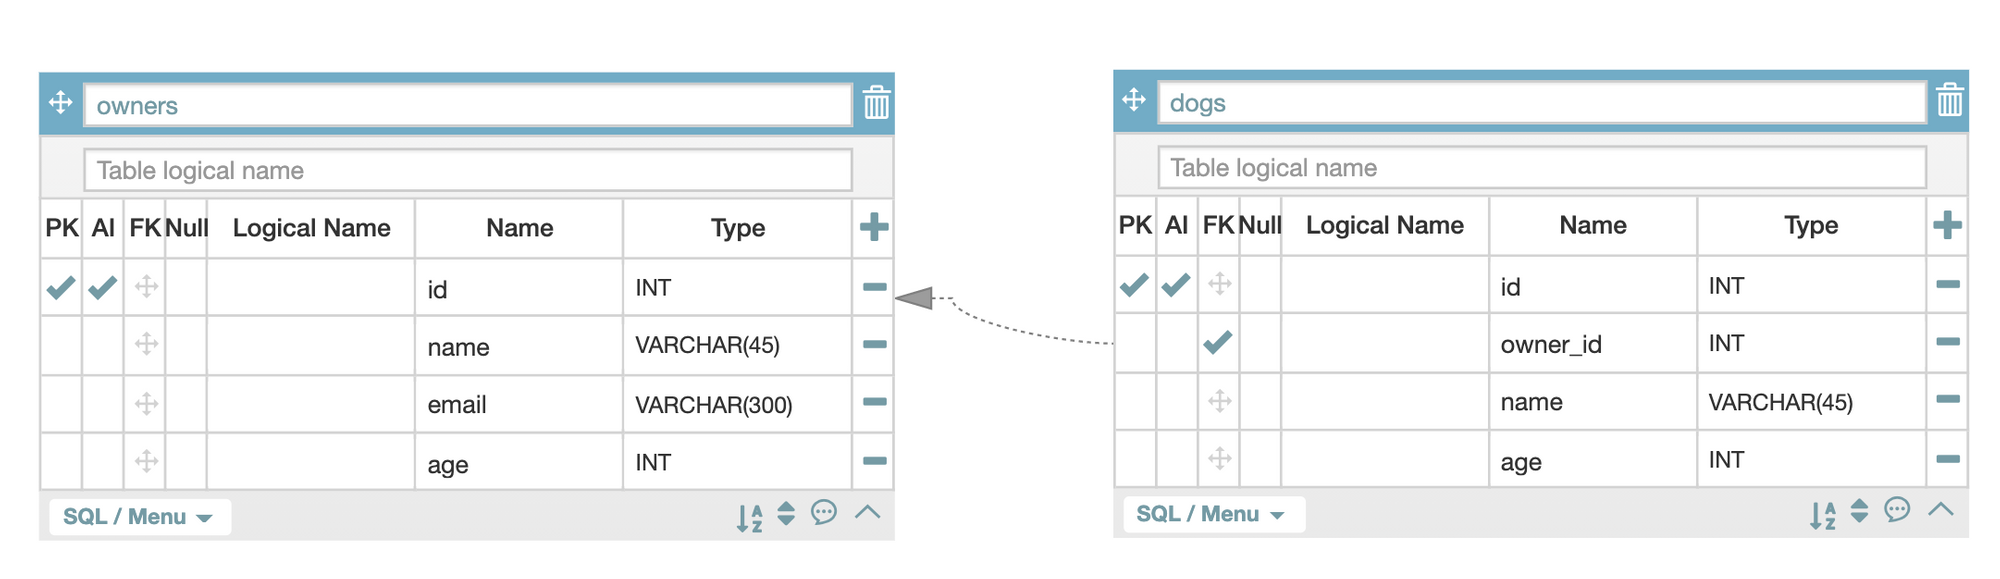 owners
Table logical name
PK AI FK Null Logical Name Name Type
id INT
name VARCHAR(45)
email VARCHAR(300)
age INT
SQL / Menu
A
Z
dogs
Table logical name
PK AI FK Null Logical Name Name Type
id INT
owner_id INT
name VARCHAR(45)
age INT
SQL / Menu
A
Z